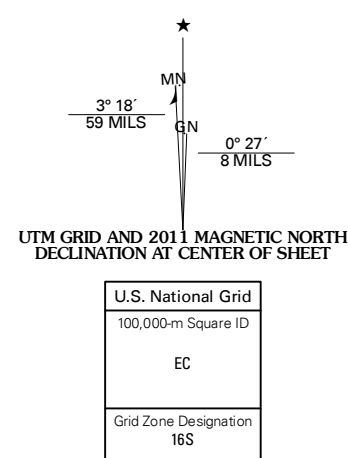 ★
MN
3° 18´
59 MILS
GN
0° 27´
8 MILS
UTM GRID AND 2011 MAGNETIC NORTH
DECLINATION AT CENTER OF SHEET
U.S. National Grid
100,000-m Square ID
EC
Grid Zone Designation
16S